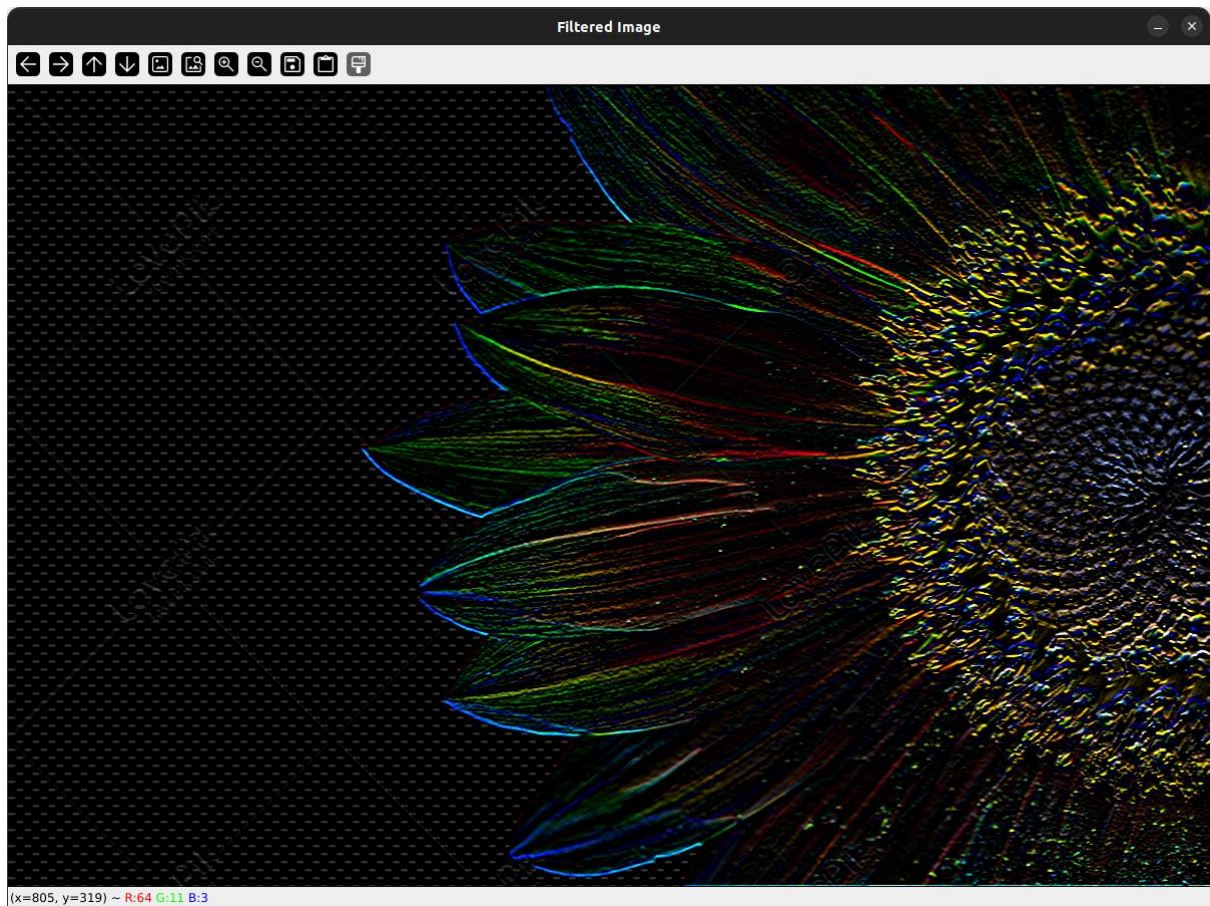 Filtered Image
(x=805, y=319) ~ R:64 G:11 B:3